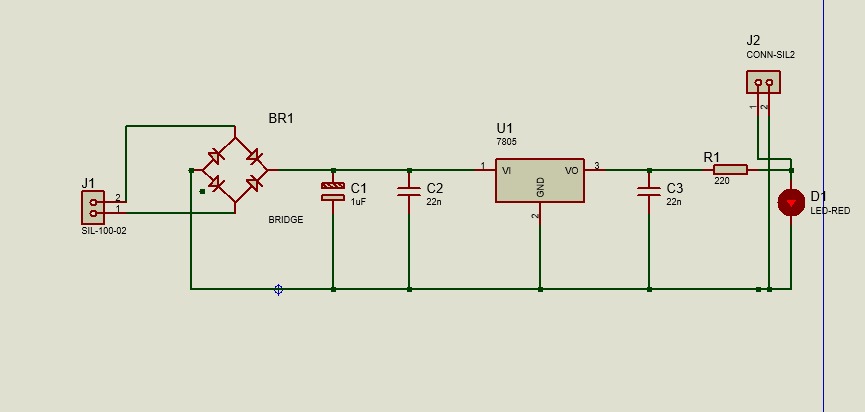 J2
CONN-SIL2
1
2
BR1
U1
7805
J1
2
1
SIL-100-02
BRIDGE
C1
1uF
C2
22n
1
VI
VO
3
GND
2
C3
22n
R1
220
D1
LED-RED